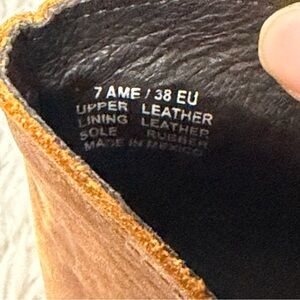 7 AME / 38 EU
UPPER LEATHER
LINING LEATHER
SOLE RUBBER
MADE IN MEXICO